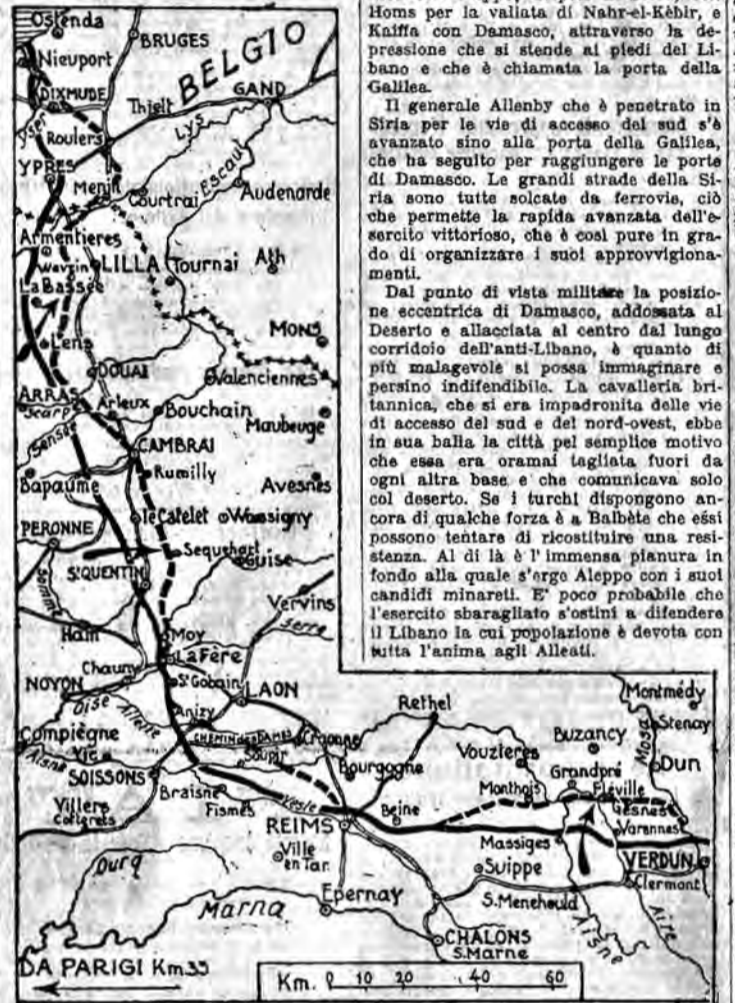 Homs per la vallata di Nahr-el-Kèbir, e
Kaiffa con Damasco, attraverso la de-
pressione che si stende ai piedi del Li-
bano e che è chiamata la porta della
Galilea.
Il generale Allenby che è penetrato in
Siria per le vie di accesso del sud s'è
avanzato sino alla porta della Galilea,
che ha seguito per raggiungere le porte
di Damasco. Le grandi strade della Si-
ria sono tutte solcate da ferrovie, ciò
che permette la rapida avanzata dell'e-
sercito vittorioso, che è così pure in gra-
do di organizzare i suoi approvvigiona-
menti.
Dal punto di vista militare la posizio-
ne eccentrica di Damasco, addossata al
Deserto e allacciata al centro dal lungo
corridoio dell'anti-Libano, è quanto di
più malagevole si possa immaginare e
persino indifendibile. La cavalleria bri-
tannica, che si era impadronita delle vie
di accesso del sud e del nord-ovest, ebbe
in sua balìa la città pel semplice motivo
che essa era oramai tagliata fuori da
ogni altra base e che comunicava solo
col deserto. Se i turchi dispongono an-
cora di qualche forza è a Balbète che essi
possono tentare di ricostituire una resi-
stenza. Al di là è l'immensa pianura in
fondo alla quale s'erge Aleppo con i suoi
candidi minareti. E' poco probabile che
l'esercito sbaragliato s'ostini a difendere
il Libano la cui popolazione è devota con
tutta l'anima agli Alleati.
Ostenda
BRUGES
BELGIO
Nieuport
DIXMUDE
Thielt
GAND
Yser
Roulers
Lys
YPRES
Menin
Escaut
Courtrai
Audenarde
Armentieres
Wavrin
LILLA
Tournai
Ath
La Bassée
MONS
Lens
DOUAI
Valenciennes
ARRAS
Scarpe
Arleux
Bouchain
Maubeuge
Sensée
CAMBRAI
Rumilly
Bapaume
Avesnes
le Catelet
Wassigny
PERONNE
Sequehart
Guise
St QUENTIN
Somme
Vervins
Ham
Serre
Moy
La Fère
Chauny
NOYON
St Gobain
LAON
Oise
Ailette
Anizy
Rethel
Montmédy
Compiègne
CHEMIN des DAMES
Craonne
Buzancy
Stenay
Mosa
Vic
Aisne
Soupir
Vouzieres
SOISSONS
Bourgogne
Grandpré
Dun
Braisne
Monthois
Fléville
Villers
Cotterets
Fismes
Vesle
Beine
Gesnes
REIMS
Varennes
Massiges
Ville
en Tar.
VERDUN
Ourq
Suippe
Clermont
Epernay
S. Menehould
Marna
Aisne
Aire
CHALONS
S. Marne
DA PARIGI Km 35
Km. 0 10 20 40 60